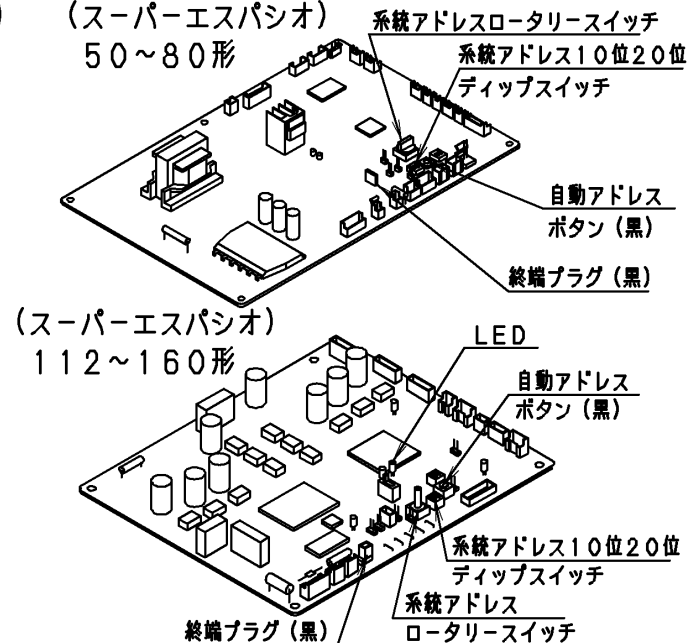 )
(スーパーエスパシオ)
50~80形
系統アドレスロータリースイッチ
系統アドレス10位20位
ディップスイッチ
自動アドレス
ボタン(黒)
終端プラグ(黒)
(スーパーエスパシオ)
112~160形
LED
自動アドレス
ボタン(黒)
系統アドレス10位20位
ディップスイッチ
系統アドレス
ロータリースイッチ
終端プラグ(黒)